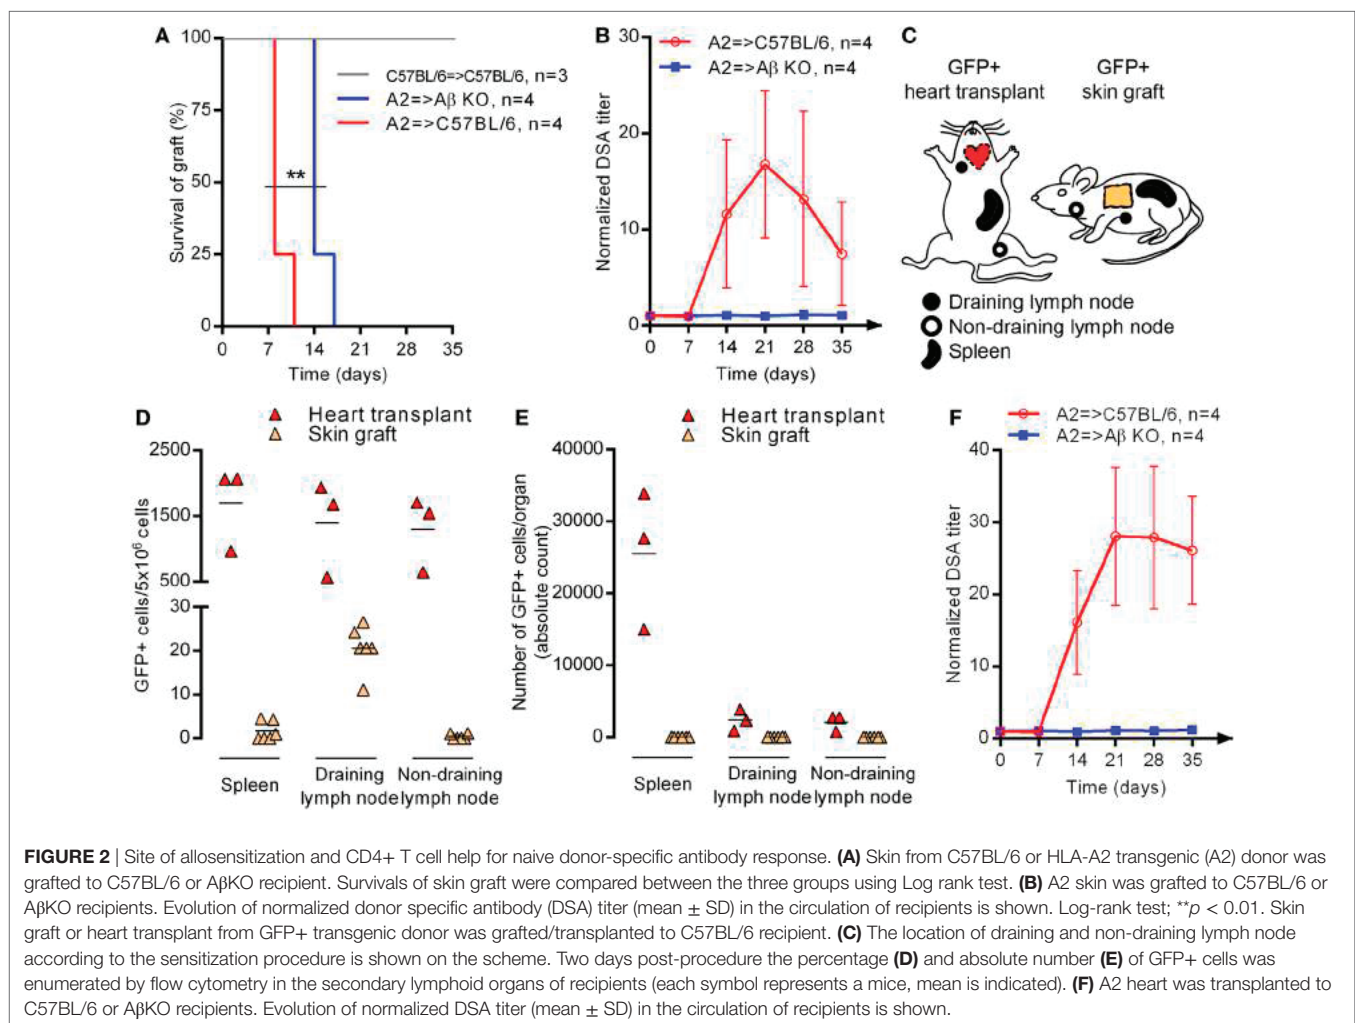 A
100
75
50
25
0
Survival of graft (%)
C57BL/6=>C57BL/6, n=3
A2=>Aβ KO, n=4
A2=>C57BL/6, n=4
**
0 7 14 21 28 35
Time (days)
B
30
20
10
0
Normalized DSA titer
A2=>C57BL/6, n=4
A2=>Aβ KO, n=4
0 7 14 21 28 35
Time (days)
C
GFP+ heart transplant
GFP+ skin graft
Draining lymph node
Non-draining lymph node
Spleen
D
Heart transplant
Skin graft
2500
1500
500
30
20
10
0
GFP+ cells/5x10⁶ cells
Spleen
Draining lymph node
Non-draining lymph node
E
Heart transplant
Skin graft
40000
30000
20000
10000
0
Number of GFP+ cells/organ
(absolute count)
Spleen
Draining lymph node
Non-draining lymph node
F
A2=>C57BL/6, n=4
A2=>Aβ KO, n=4
40
30
20
10
0
Normalized DSA titer
0 7 14 21 28 35
Time (days)
FIGURE 2 | Site of allosensitization and CD4+ T cell help for naive donor-specific antibody response. (A) Skin from C57BL/6 or HLA-A2 transgenic (A2) donor was
grafted to C57BL/6 or AβKO recipient. Survivals of skin graft were compared between the three groups using Log rank test. (B) A2 skin was grafted to C57BL/6 or
AβKO recipients. Evolution of normalized donor specific antibody (DSA) titer (mean ± SD) in the circulation of recipients is shown. Log-rank test; **p < 0.01. Skin
graft or heart transplant from GFP+ transgenic donor was grafted/transplanted to C57BL/6 recipient. (C) The location of draining and non-draining lymph node
according to the sensitization procedure is shown on the scheme. Two days post-procedure the percentage (D) and absolute number (E) of GFP+ cells was
enumerated by flow cytometry in the secondary lymphoid organs of recipients (each symbol represents a mice, mean is indicated). (F) A2 heart was transplanted to
C57BL/6 or AβKO recipients. Evolution of normalized DSA titer (mean ± SD) in the circulation of recipients is shown.